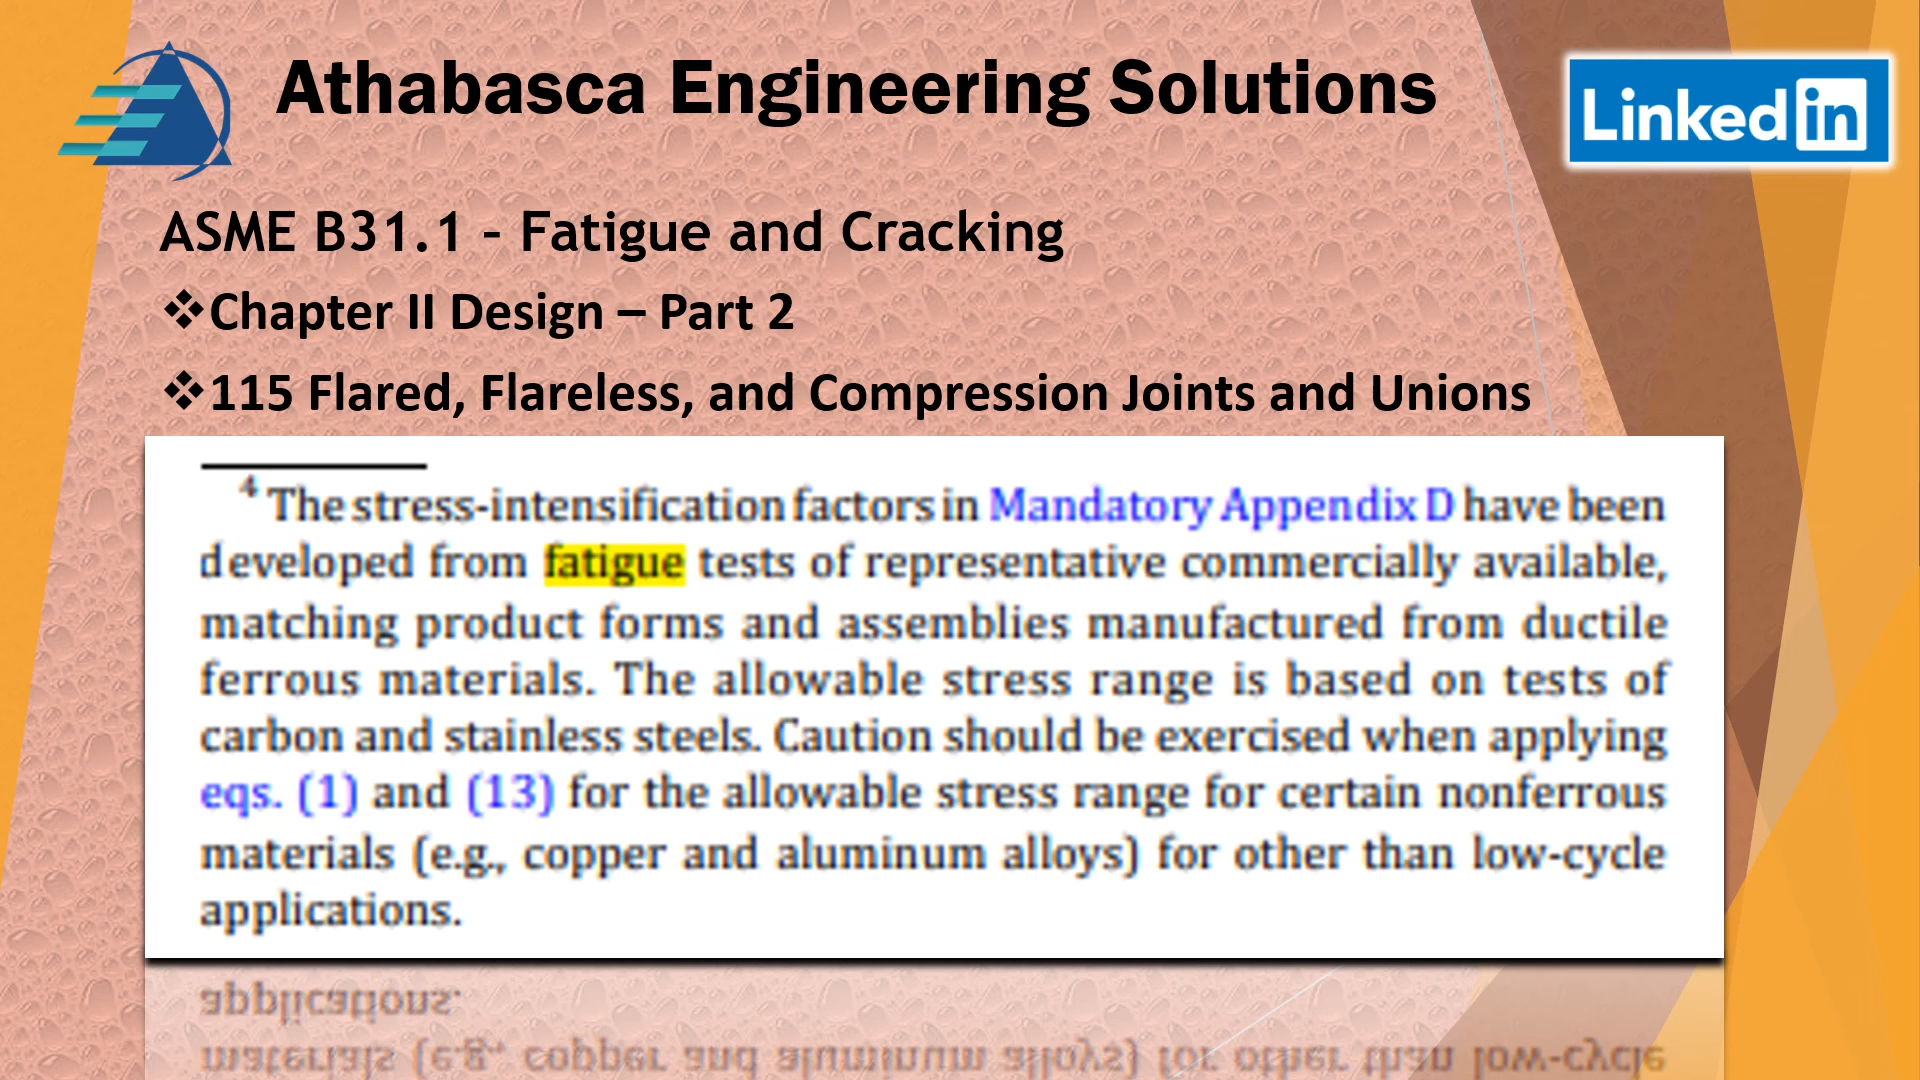 Athabasca Engineering Solutions
Linked in
ASME B31.1 – Fatigue and Cracking
❖Chapter II Design – Part 2
❖115 Flared, Flareless, and Compression Joints and Unions
4 The stress-intensification factors in Mandatory Appendix D have been
developed from fatigue tests of representative commercially available,
matching product forms and assemblies manufactured from ductile
ferrous materials. The allowable stress range is based on tests of
carbon and stainless steels. Caution should be exercised when applying
eqs. (1) and (13) for the allowable stress range for certain nonferrous
materials (e.g., copper and aluminum alloys) for other than low-cycle
applications.